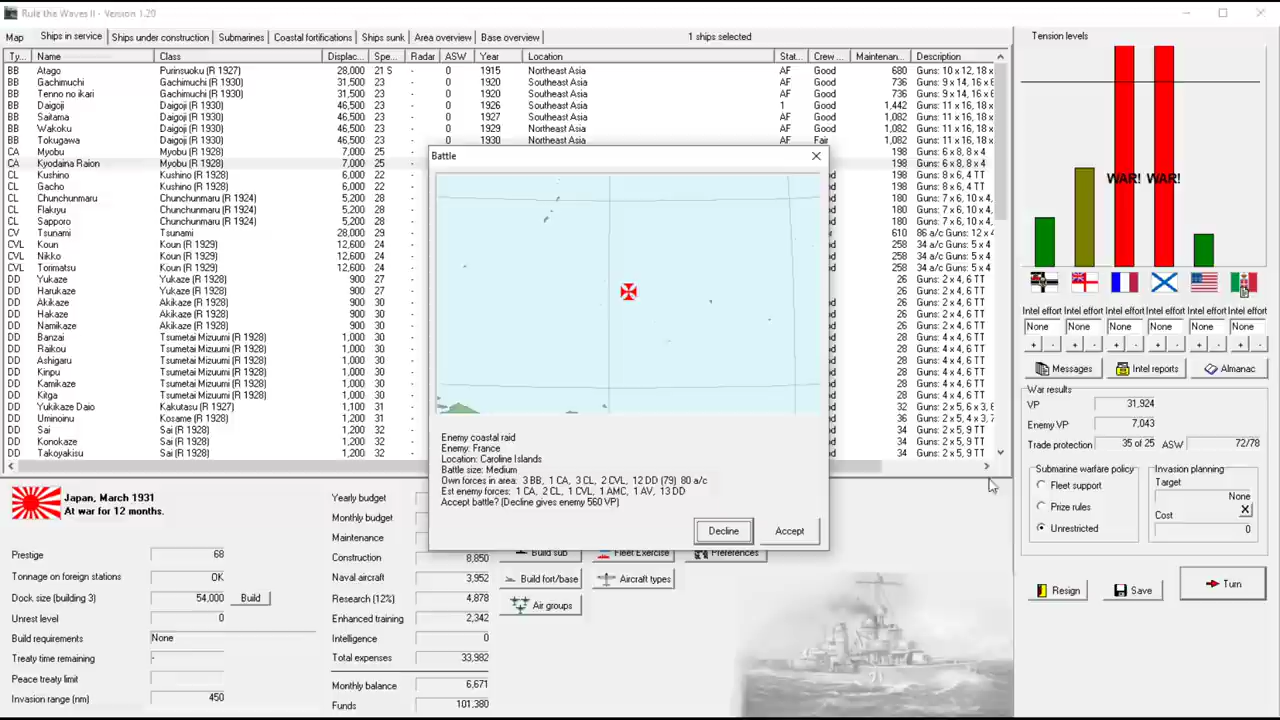 Rule the Waves II - Version 1.20
Map Ships in service Ships under construction Submarines Coastal fortifications Ships sunk Area overview Base overview 1 ships selected
Ty... Name Class Displac... Spe... Radar ASW Year Location Stat... Crew ... Maintenan... Description
BB Atago Purinsuoku (R 1927) 28,000 21 S - 0 1915 Northeast Asia AF Good 680 Guns: 10 x 12, 18 x
BB Gachimuchi Gachimuchi (R 1930) 31,500 23 - 0 1920 Southeast Asia AF Good 736 Guns: 9 x 14, 16 x
BB Tenno no ikari Gachimuchi (R 1930) 31,500 23 - 0 1920 Southeast Asia AF Good 736 Guns: 9 x 14, 16 x
BB Daigoji Daigoji (R 1930) 46,500 23 - 0 1926 Southeast Asia 1 Good 1,442 Guns: 11 x 16, 18 x
BB Saitama Daigoji (R 1930) 46,500 23 - 0 1927 Southeast Asia AF Good 1,082 Guns: 11 x 16, 18 x
BB Wakoku Daigoji (R 1930) 46,500 23 - 0 1929 Northeast Asia AF Good 1,082 Guns: 11 x 16, 18 x
BB Tokugawa Daigoji (R 1930) 46,500 23 - 0 1930 Northeast Asia AF Fair 1,082 Guns: 11 x 16, 18 x
CA Myobu Myobu (R 1928) 7,000 25 198 Guns: 6 x 8, 8 x 4
CA Kyodaina Raion Myobu (R 1928) 7,000 25 198 Guns: 6 x 8, 8 x 4
CL Kushino Kushino (R 1928) 6,000 22 198 Guns: 8 x 6, 4 TT
CL Gacho Kushino (R 1928) 6,000 22 198 Guns: 8 x 6, 4 TT
CL Chunchunmaru Chunchunmaru (R 1924) 5,200 28 180 Guns: 7 x 6, 10 x 4
CL Flakiyu Chunchunmaru (R 1924) 5,200 28 180 Guns: 7 x 6, 10 x 4
CL Sapporo Chunchunmaru (R 1924) 5,200 28 180 Guns: 7 x 6, 10 x 4
CV Tsunami Tsunami 28,000 29 610 86 a/c Guns: 12 x 4
CVL Koun Koun (R 1929) 12,600 24 258 34 a/c Guns: 5 x 4
CVL Nikko Koun (R 1929) 12,600 24 258 34 a/c Guns: 5 x 4
CVL Torimatsu Koun (R 1929) 12,600 24 258 34 a/c Guns: 5 x 4
DD Yukaze Yukaze (R 1928) 900 27 26 Guns: 2 x 4, 6 TT
DD Harukaze Yukaze (R 1928) 900 27 26 Guns: 2 x 4, 6 TT
DD Akikaze Akikaze (R 1928) 900 30 26 Guns: 2 x 4, 6 TT
DD Hakaze Akikaze (R 1928) 900 30 26 Guns: 2 x 4, 6 TT
DD Namikaze Akikaze (R 1928) 900 30 26 Guns: 2 x 4, 6 TT
DD Banzai Tsumetai Mizuumi (R 1928) 1,000 30 28 Guns: 4 x 4, 6 TT
DD Raikou Tsumetai Mizuumi (R 1928) 1,000 30 28 Guns: 4 x 4, 6 TT
DD Ashigaru Tsumetai Mizuumi (R 1928) 1,000 30 28 Guns: 4 x 4, 6 TT
DD Kinpu Tsumetai Mizuumi (R 1928) 1,000 30 28 Guns: 4 x 4, 6 TT
DD Kamikaze Tsumetai Mizuumi (R 1928) 1,000 30 28 Guns: 4 x 4, 6 TT
DD Kitga Tsumetai Mizuumi (R 1928) 1,000 30 28 Guns: 4 x 4, 6 TT
DD Yukikaze Daio Kakutasu (R 1927) 1,100 31 32 Guns: 2 x 5, 6 x 3, 6
DD Uminoinu Kosame (R 1928) 1,200 31 36 Guns: 2 x 5, 4 x 4, 6
DD Sai Sai (R 1928) 1,200 32 34 Guns: 2 x 5, 9 TT
DD Konokaze Sai (R 1928) 1,200 32 34 Guns: 2 x 5, 9 TT
DD Takoyakisu Sai (R 1928) 1,200 32 34 Guns: 2 x 5, 9 TT
Battle
Enemy coastal raid
Enemy: France
Location: Caroline Islands
Battle size: Medium
Own forces in area: 3 BB, 1 CA, 3 CL, 2 CVL, 12 DD (79) 80 a/c
Est enemy forces: 1 CA, 2 CL, 1 CVL, 1 AMC, 1 AV, 13 DD
Accept battle? (Decline gives enemy 560 VP)
Decline Accept
Tension levels
WAR! WAR!
Intel effort Intel effort Intel effort Intel effort Intel effort Intel effort
None None None None None None
+ - + - + - + - + - + -
Messages Intel reports Almanac
War results
VP 31,924
Enemy VP 7,043
Trade protection 35 of 25 ASW 72/78
Submarine warfare policy
Fleet support
Prize rules
Unrestricted
Invasion planning
Target
None
Cost X
0
Resign Save Turn
Japan, March 1931
At war for 12 months.
Prestige 68
Tonnage on foreign stations OK
Dock size (building 3) 54,000 Build
Unrest level 0
Build requirements None
Treaty time remaining -
Peace treaty limit
Invasion range (nm) 450
Yearly budget
Monthly budget
Maintenance
Construction 8,850
Naval aircraft 3,952
Research (12%) 4,878
Enhanced training 2,342
Intelligence 0
Total expenses 33,982
Monthly balance 6,671
Funds 101,380
Build sub Fleet Exercise Preferences
Build fort/base Aircraft types
Air groups